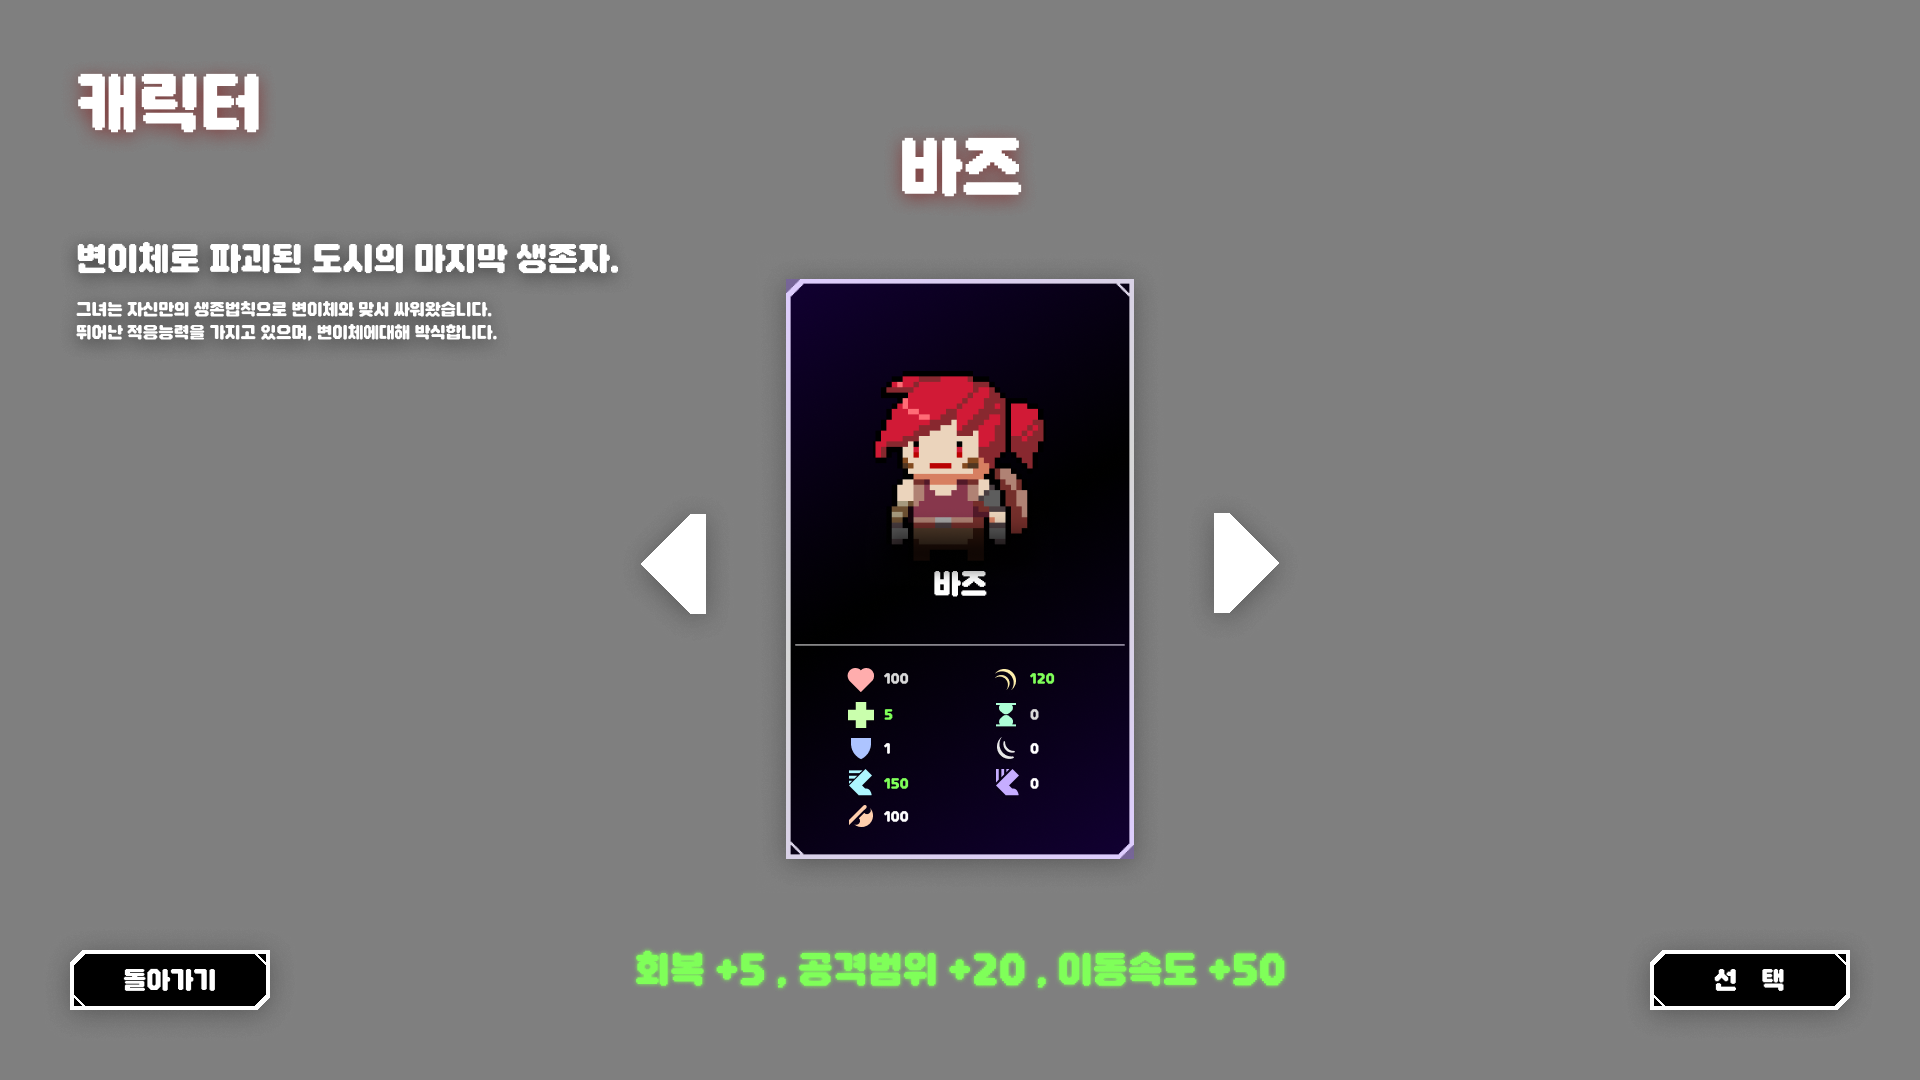 캐릭터
바즈
변이체로 파괴된 도시의 마지막 생존자.
그녀는 자신만의 생존법칙으로 변이체와 맞서 싸워왔습니다.
뛰어난 적응능력을 가지고 있으며, 변이체에대해 박식합니다.
바즈
100 120
5 0
1 0
150 0
100
회복 +5 , 공격범위 +20 , 이동속도 +50
돌아가기
선 택